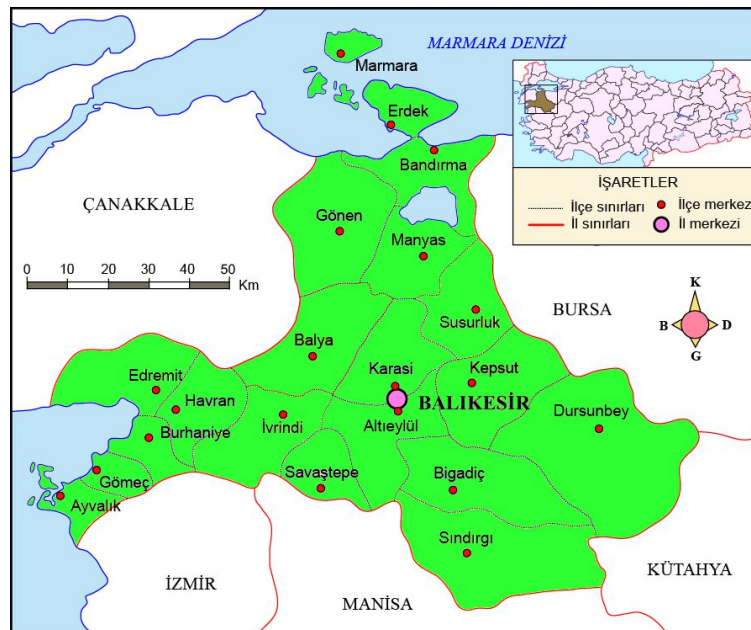 MARMARA DENİZİ
Marmara
Erdek
Bandırma
İŞARETLER
İlçe sınırları
İlçe merkez
İl sınırları
İl merkezi
ÇANAKKALE
Gönen
Manyas
0 10 20 30 40 50 Km
K
B D
G
BURSA
Susurluk
Balya
Karasi
Kepsut
Edremit
Havran
BALIKESİR
İvrindi
Altıeylül
Dursunbey
Burhaniye
Gömeç
Savaştepe
Bigadiç
Ayvalık
Sındırgı
İZMİR
MANİSA
KÜTAHYA